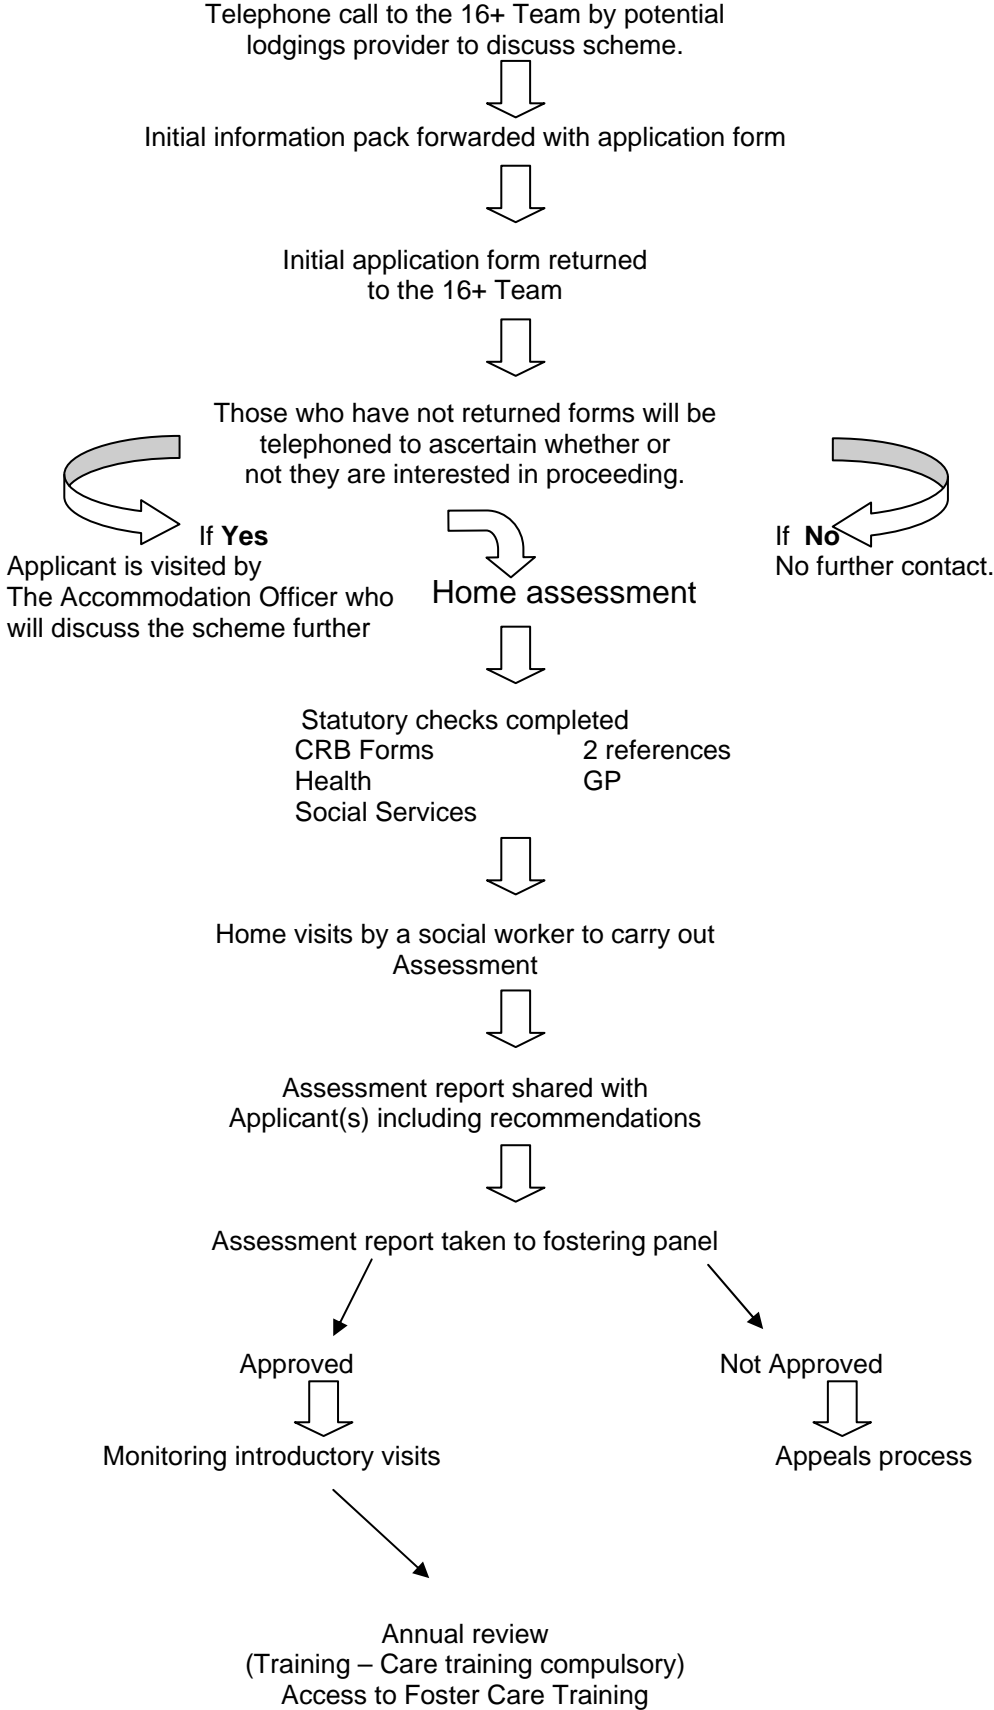 Telephone call to the 16+ Team by potential
lodgings provider to discuss scheme.
Initial information pack forwarded with application form
Initial application form returned
to the 16+ Team
Those who have not returned forms will be
telephoned to ascertain whether or
not they are interested in proceeding.
If Yes
Applicant is visited by
The Accommodation Officer who
will discuss the scheme further
Home assessment
If No
No further contact.
Statutory checks completed
CRB Forms 2 references
Health GP
Social Services
Home visits by a social worker to carry out
Assessment
Assessment report shared with
Applicant(s) including recommendations
Assessment report taken to fostering panel
Approved Not Approved
Monitoring introductory visits Appeals process
Annual review
(Training – Care training compulsory)
Access to Foster Care Training